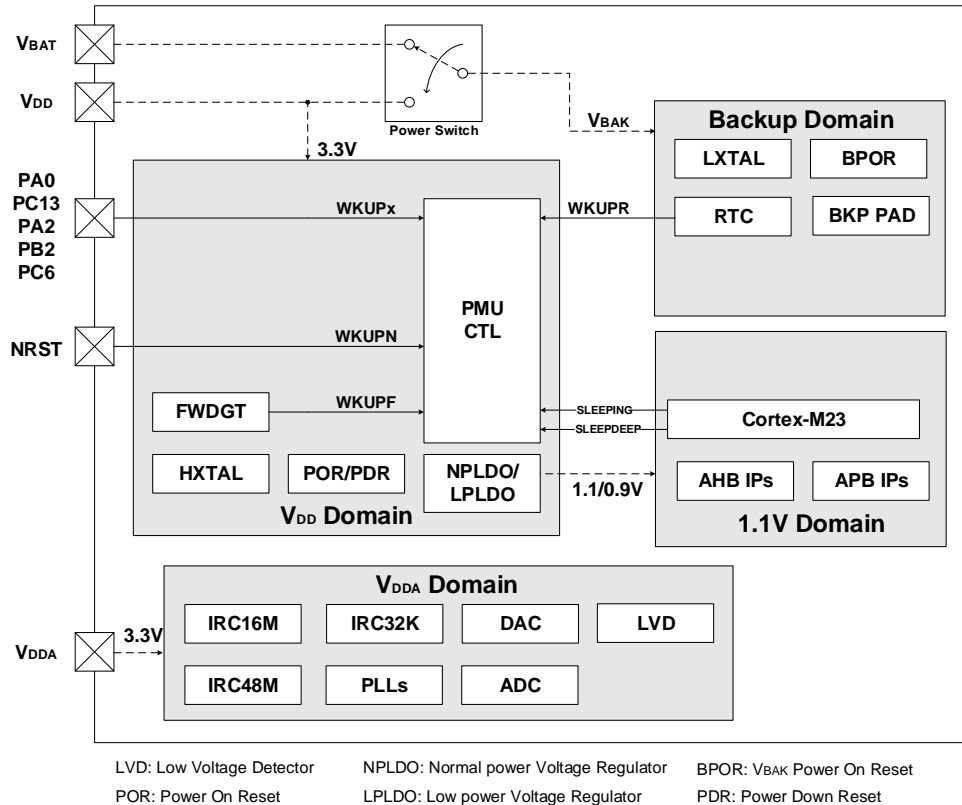 VBAT
VDD
Power Switch
3.3V
VBAK
Backup Domain
LXTAL
BPOR
RTC
BKP PAD
PA0
PC13
PA2
PB2
PC6
WKUPx
WKUPR
PMU
CTL
NRST
WKUPN
FWDGT
WKUPF
SLEEPING
SLEEPDEEP
Cortex-M23
HXTAL
POR/PDR
NPLDO/
LPLDO
1.1/0.9V
AHB IPs
APB IPs
VDD Domain
1.1V Domain
VDDA Domain
VDDA
3.3V
IRC16M
IRC32K
DAC
LVD
IRC48M
PLLs
ADC
LVD: Low Voltage Detector
NPLDO: Normal power Voltage Regulator
BPOR: VBAK Power On Reset
POR: Power On Reset
LPLDO: Low power Voltage Regulator
PDR: Power Down Reset